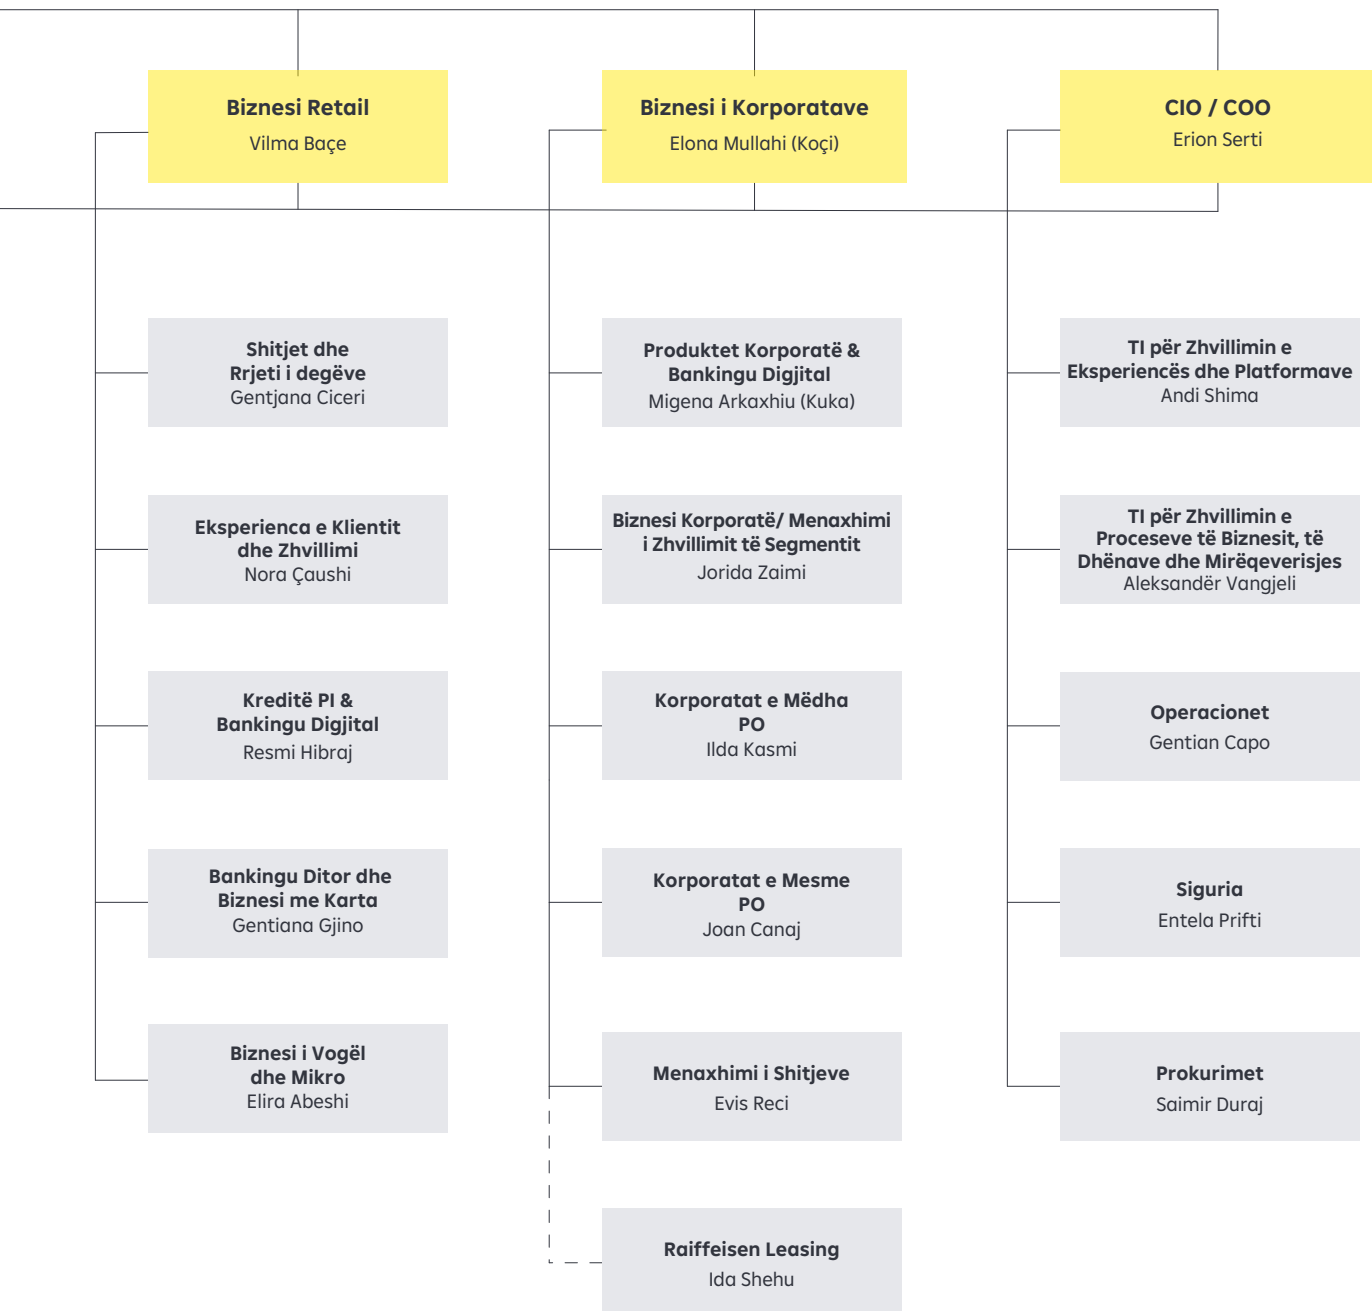 Biznesi Retail
Vilma Baçe
Shitjet dhe
Rrjeti i degëve
Gentjana Ciceri
Eksperienca e Klientit
dhe Zhvillimi
Nora Çaushi
Kreditë PI &
Bankingu Digjital
Resmi Hibraj
Bankingu Ditor dhe
Biznesi me Karta
Gentiana Gjino
Biznesi i Vogël
dhe Mikro
Elira Abeshi
Biznesi i Korporatave
Elona Mullahi (Koçi)
Produktet Korporatë &
Bankingu Digjital
Migena Arkaxhiu (Kuka)
Biznesi Korporatë/ Menaxhimi
i Zhvillimit të Segmentit
Jorida Zaimi
Korporatat e Mëdha
PO
Ilda Kasmi
Korporatat e Mesme
PO
Joan Canaj
Menaxhimi i Shitjeve
Evis Reci
Raiffeisen Leasing
Ida Shehu
CIO / COO
Erion Serti
TI për Zhvillimin e
Eksperiencës dhe Platformave
Andi Shima
TI për Zhvillimin e
Proceseve të Biznesit, të
Dhënave dhe Mirëqeverisjes
Aleksandër Vangjeli
Operacionet
Gentian Capo
Siguria
Entela Prifti
Prokurimet
Saimir Duraj